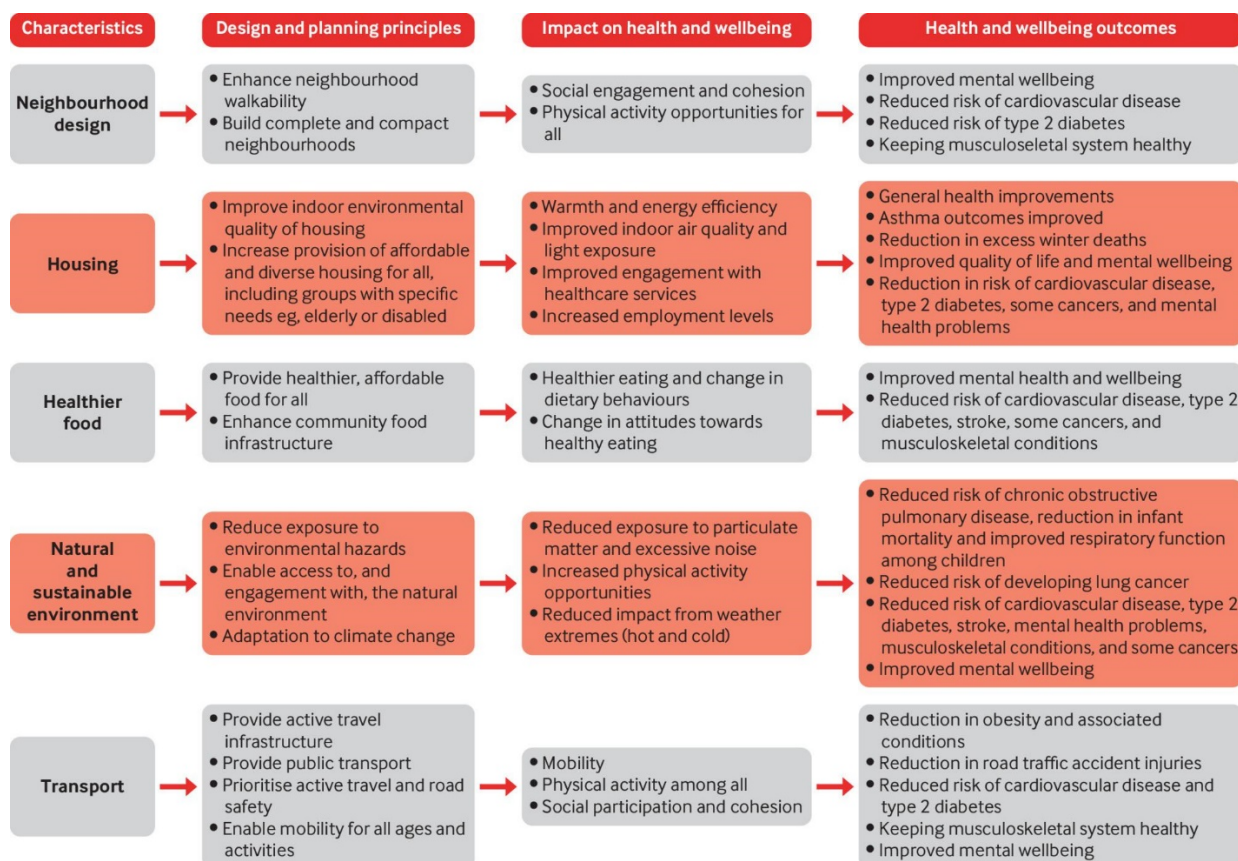 Characteristics
Design and planning principles
Impact on health and wellbeing
Health and wellbeing outcomes
Neighbourhood
design
• Enhance neighbourhood
walkability
• Build complete and compact
neighbourhoods
• Social engagement and cohesion
• Physical activity opportunities for
all
• Improved mental wellbeing
• Reduced risk of cardiovascular disease
• Reduced risk of type 2 diabetes
• Keeping musculoseletal system healthy
Housing
• Improve indoor environmental
quality of housing
• Increase provision of affordable
and diverse housing for all,
including groups with specific
needs eg, elderly or disabled
• Warmth and energy efficiency
• Improved indoor air quality and
light exposure
• Improved engagement with
healthcare services
• Increased employment levels
• General health improvements
• Asthma outcomes improved
• Reduction in excess winter deaths
• Improved quality of life and mental wellbeing
• Reduction in risk of cardiovascular disease,
type 2 diabetes, some cancers, and mental
health problems
Healthier
food
• Provide healthier, affordable
food for all
• Enhance community food
infrastructure
• Healthier eating and change in
dietary behaviours
• Change in attitudes towards
healthy eating
• Improved mental health and wellbeing
• Reduced risk of cardiovascular disease, type 2
diabetes, stroke, some cancers, and
musculoskeletal conditions
Natural
and
sustainable
environment
• Reduce exposure to
environmental hazards
• Enable access to, and
engagement with, the natural
environment
• Adaptation to climate change
• Reduced exposure to particulate
matter and excessive noise
• Increased physical activity
opportunities
• Reduced impact from weather
extremes (hot and cold)
• Reduced risk of chronic obstructive
pulmonary disease, reduction in infant
mortality and improved respiratory function
among children
• Reduced risk of developing lung cancer
• Reduced risk of cardiovascular disease, type 2
diabetes, stroke, mental health problems,
musculoskeletal conditions, and some cancers
• Improved mental wellbeing
Transport
• Provide active travel
infrastructure
• Provide public transport
• Prioritise active travel and road
safety
• Enable mobility for all ages and
activities
• Mobility
• Physical activity among all
• Social participation and cohesion
• Reduction in obesity and associated
conditions
• Reduction in road traffic accident injuries
• Reduced risk of cardiovascular disease and
type 2 diabetes
• Keeping musculoskeletal system healthy
• Improved mental wellbeing